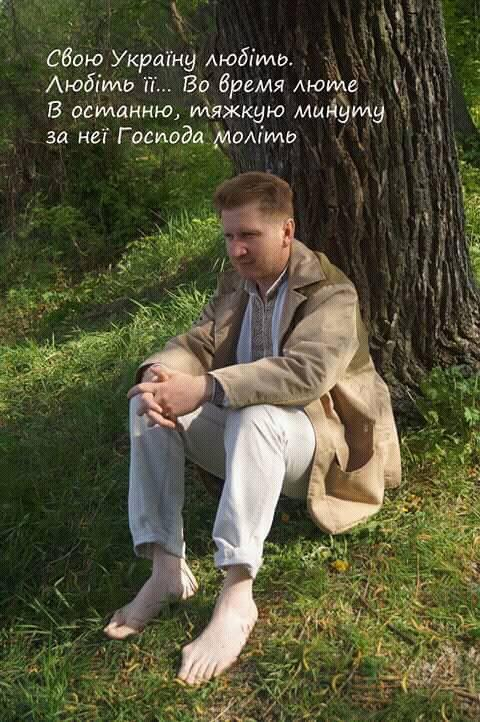 Свою Україну любіть.
Любіть її... Во время люте
В останню, тяжкую минуту
за неї Господа моліть